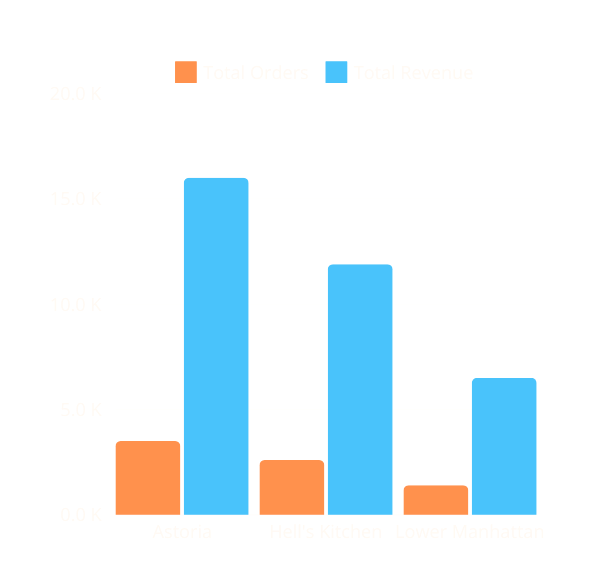 Total Orders Total Revenue
20.0 K
15.0 K
10.0 K
5.0 K
0.0 K
Astoria Hell's Kitchen Lower Manhattan